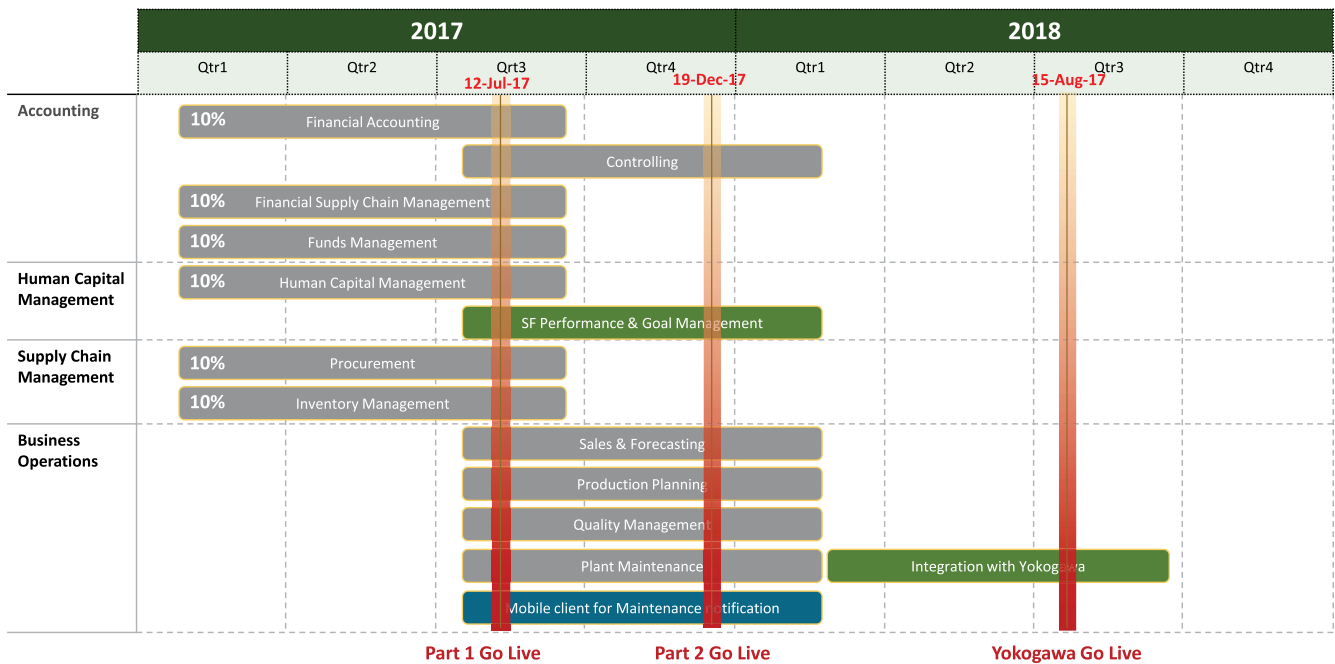 2017
2018
Qtr1
Qtr2
Qrt3
Qtr4
Qtr1
Qtr2
Qtr3
Qtr4
12-Jul-17
19-Dec-17
15-Aug-17
Accounting
10%
Financial Accounting
Controlling
10%
Financial Supply Chain Management
10%
Funds Management
Human Capital
Management
10%
Human Capital Management
SF Performance & Goal Management
Supply Chain
Management
10%
Procurement
10%
Inventory Management
Business
Operations
Sales & Forecasting
Production Planning
Quality Management
Plant Maintenance
Integration with Yokogawa
Mobile client for Maintenance notification
Part 1 Go Live
Part 2 Go Live
Yokogawa Go Live